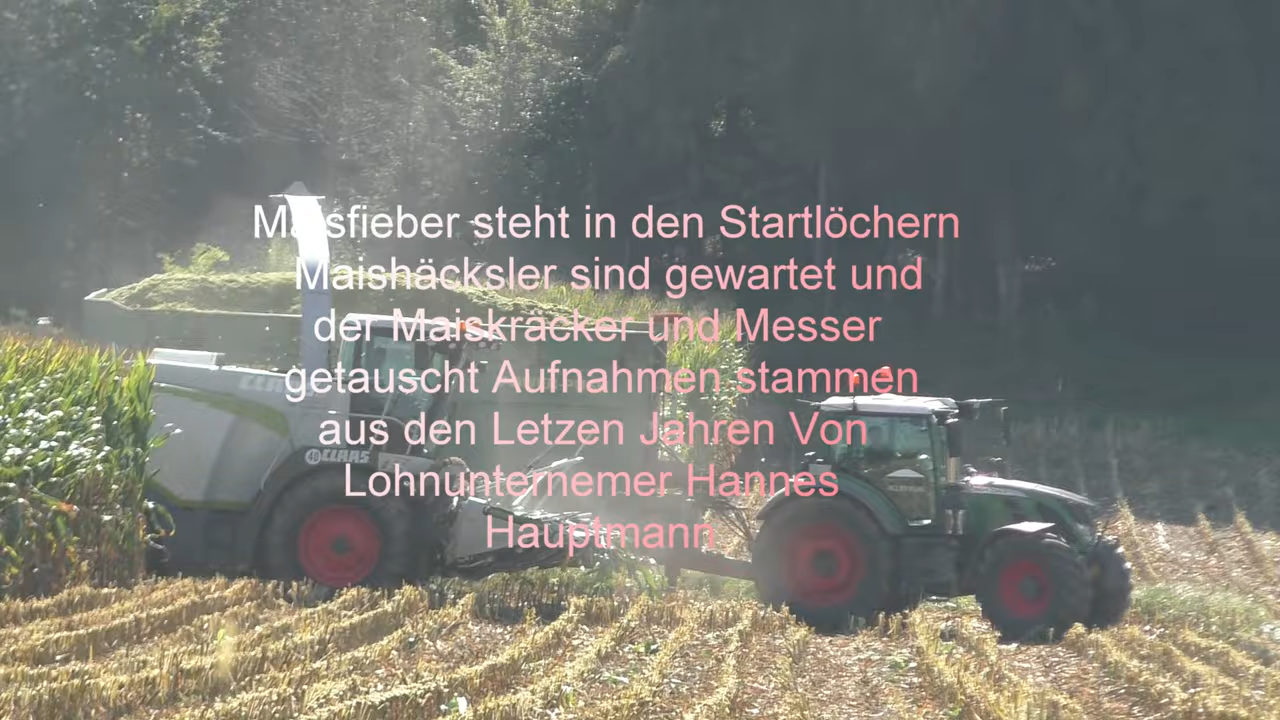 Maisfieber steht in den Startlöchern
Maishäcksler sind gewartet und
der Maiskräcker und Messer
getauscht Aufnahmen stammen
aus den Letzen Jahren Von
Lohnunternemer Hannes
Hauptmann
CLAAS